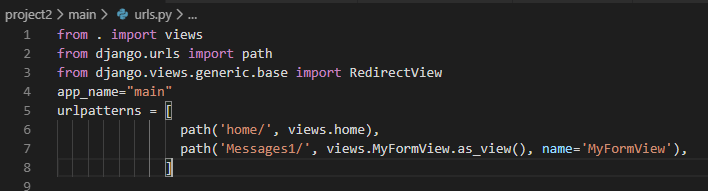 project2 > main > urls.py > ...
1 from . import views
2 from django.urls import path
3 from django.views.generic.base import RedirectView
4 app_name="main"
5 urlpatterns = [
6 path('home/', views.home),
7 path('Messages1/', views.MyFormView.as_view(), name='MyFormView'),
8 ]
9